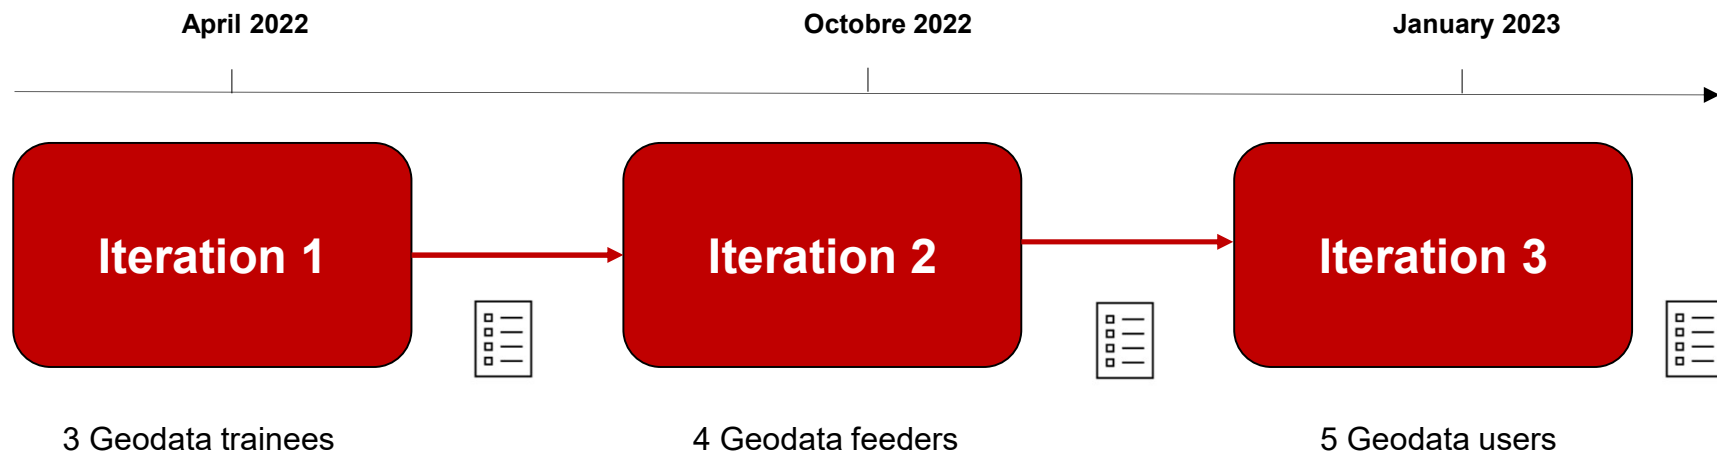 April 2022
Octobre 2022
January 2023
Iteration 1
Iteration 2
Iteration 3
3 Geodata trainees
4 Geodata feeders
5 Geodata users